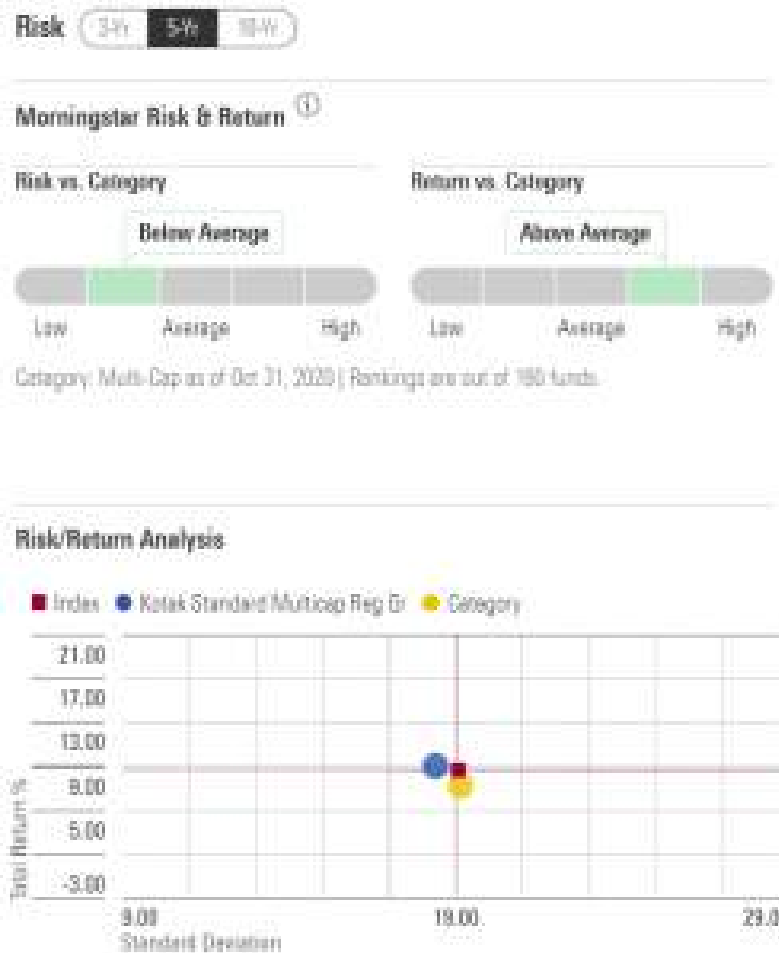 Risk 3-Yr 5-Yr 10-Yr
Morningstar Risk & Return
Risk vs. Category Return vs. Category
Below Average Above Average
Low Average High Low Average High
Category: Multi-Cap as of Oct 31, 2020 | Rankings are out of funds.
Risk/Return Analysis
Index Kotak Standard Multicap Reg Gr Category
21.00
17.00
13.00
9.00
5.00
-3.00
Total Return %
9.00 19.00 29.0
Standard Deviation